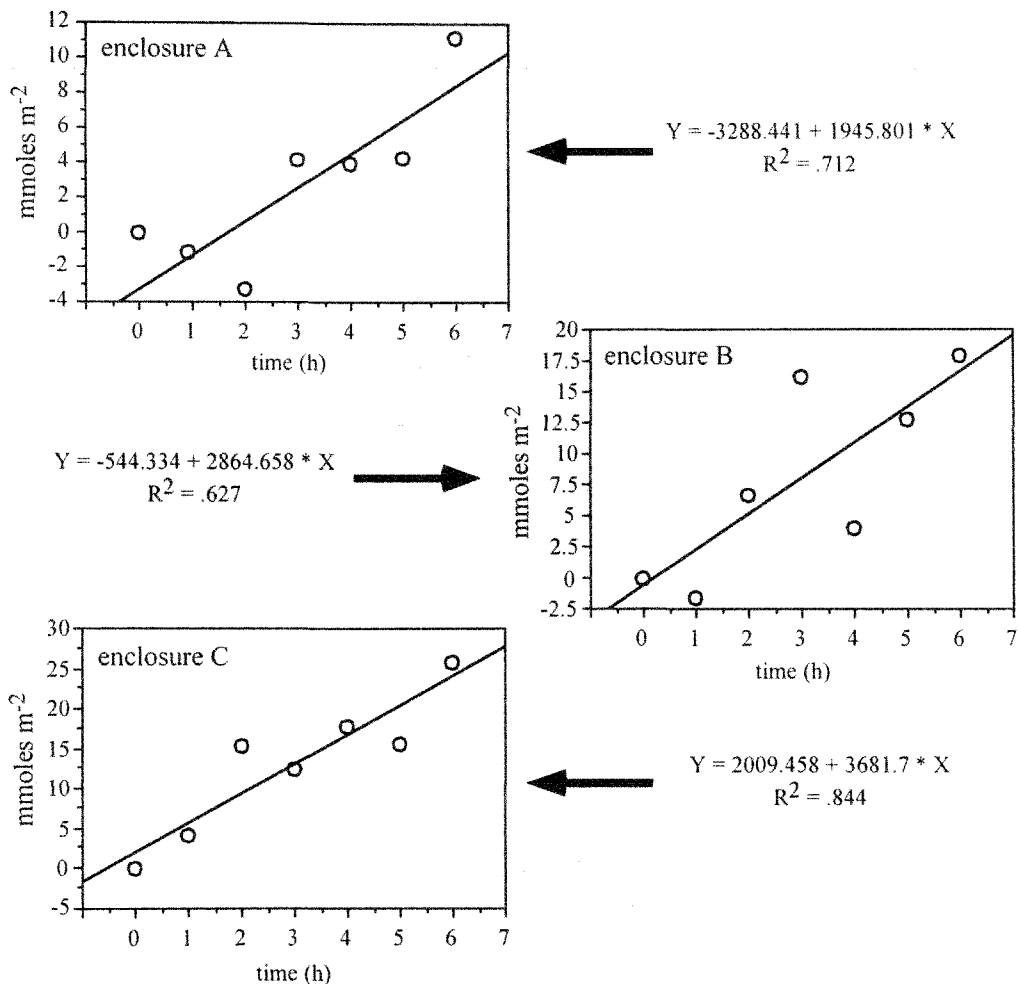 enclosure A
mmoles m-2
12
10
8
6
4
2
0
-2
-4
0 1 2 3 4 5 6 7
time (h)
Y = -3288.441 + 1945.801 * X
R2 = .712
enclosure B
mmoles m-2
20
17.5
15
12.5
10
7.5
5
2.5
0
-2.5
0 1 2 3 4 5 6 7
time (h)
Y = -544.334 + 2864.658 * X
R2 = .627
enclosure C
mmoles m-2
30
25
20
15
10
5
0
-5
0 1 2 3 4 5 6 7
time (h)
Y = 2009.458 + 3681.7 * X
R2 = .844